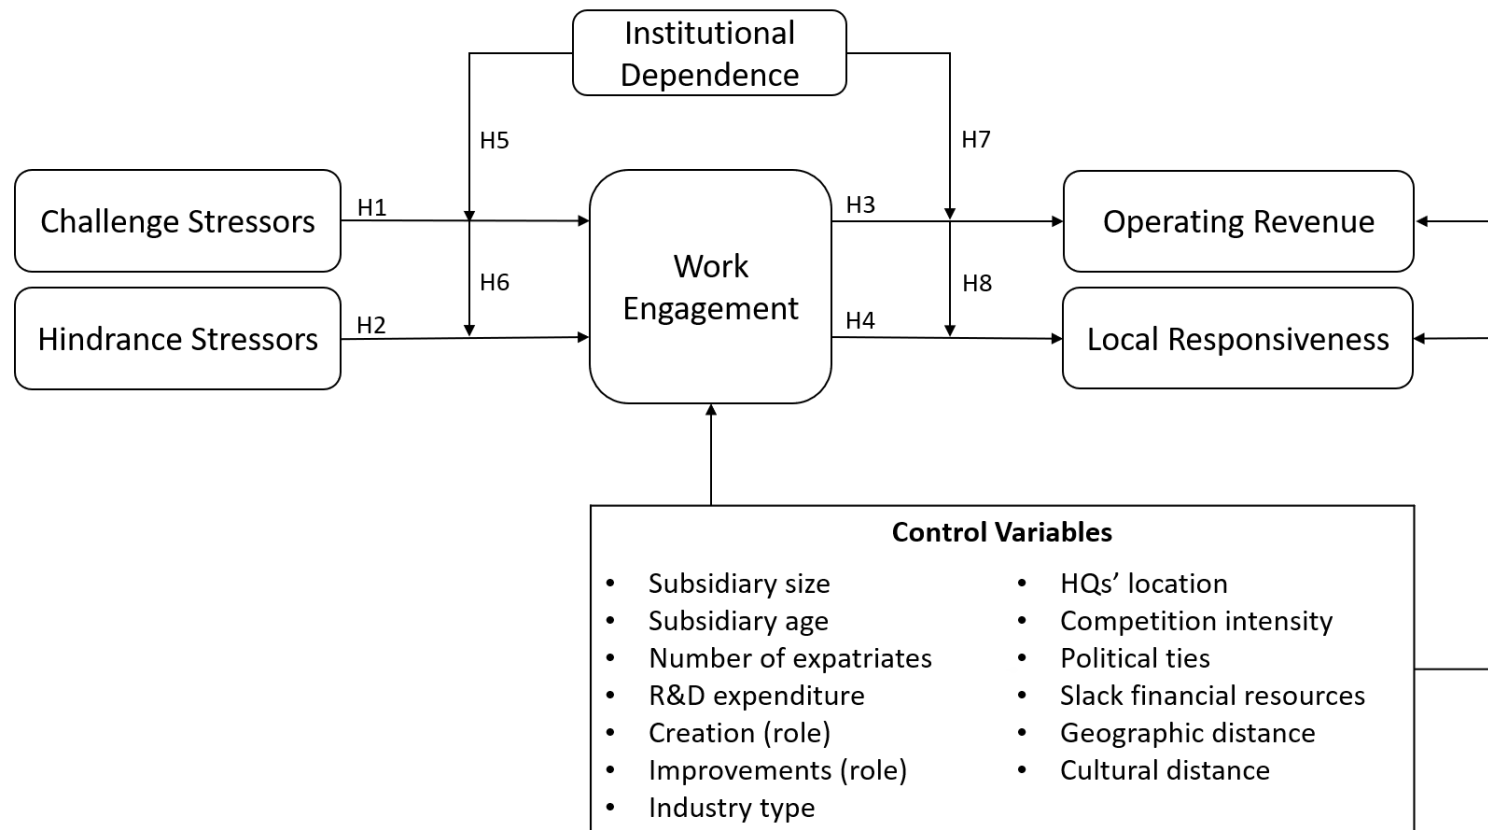 Institutional
Dependence
H5
H7
Challenge Stressors
H1
Work
Engagement
H3
Operating Revenue
H6
H8
Hindrance Stressors
H2
H4
Local Responsiveness
Control Variables
• Subsidiary size
• Subsidiary age
• Number of expatriates
• R&D expenditure
• Creation (role)
• Improvements (role)
• Industry type
• HQs’ location
• Competition intensity
• Political ties
• Slack financial resources
• Geographic distance
• Cultural distance